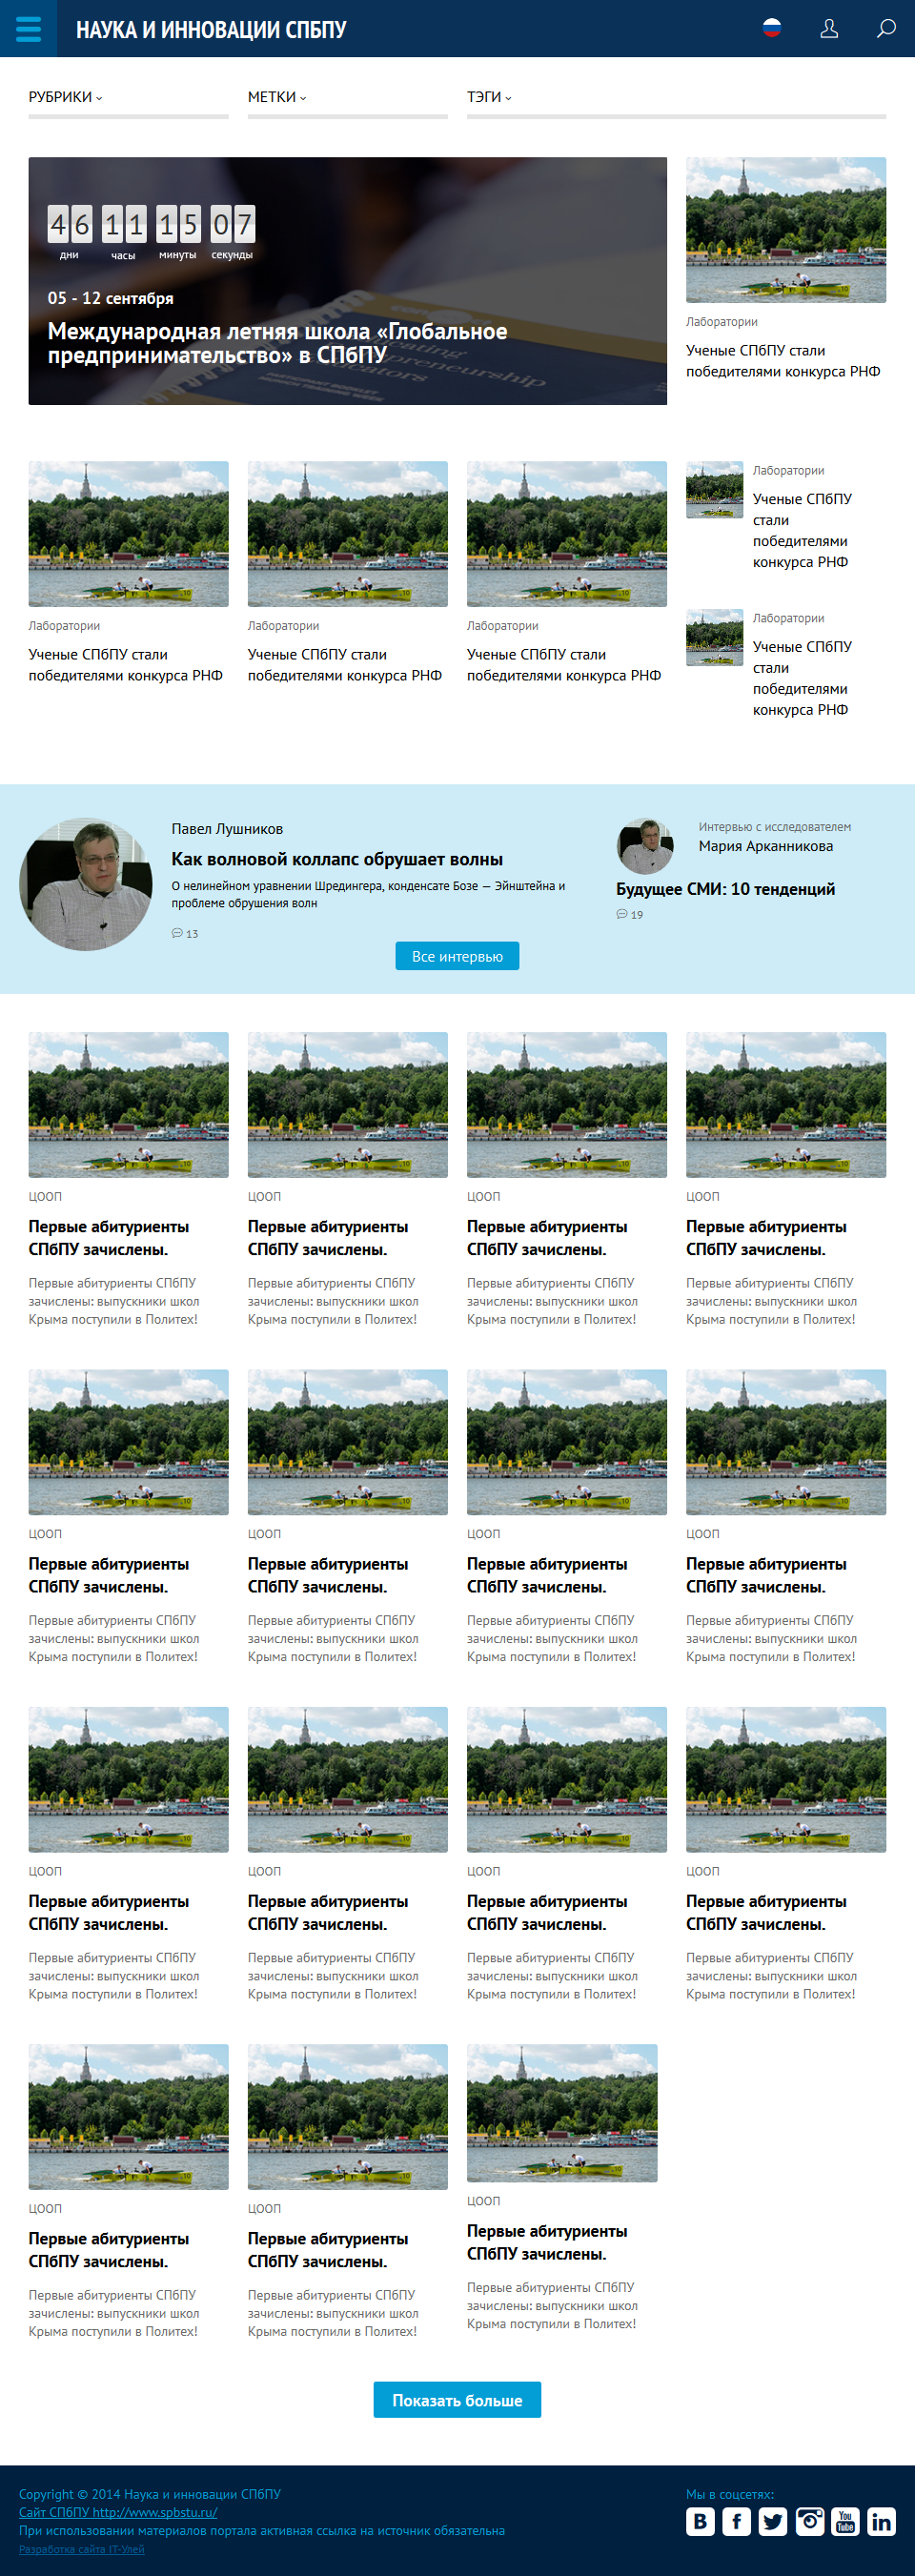 НАУКА И ИННОВАЦИИ СПБПУ
РУБРИКИ
МЕТКИ
ТЭГИ
46 11 15 07
дни часы минуты секунды
05 - 12 сентября
Международная летняя школа «Глобальное
предпринимательство» в СПбПУ
Лаборатории
Ученые СПбПУ стали
победителями конкурса РНФ
Лаборатории
Ученые СПбПУ стали
победителями конкурса РНФ
Лаборатории
Ученые СПбПУ стали
победителями конкурса РНФ
Лаборатории
Ученые СПбПУ стали
победителями конкурса РНФ
Лаборатории
Ученые СПбПУ
стали
победителями
конкурса РНФ
Лаборатории
Ученые СПбПУ
стали
победителями
конкурса РНФ
Павел Лушников
Как волновой коллапс обрушает волны
О нелинейном уравнении Шредингера, конденсате Бозе — Эйнштейна и
проблеме обрушения волн
13
Интервью с исследователем
Мария Арканникова
Будущее СМИ: 10 тенденций
19
Все интервью
ЦООП
Первые абитуриенты
СПбПУ зачислены.
Первые абитуриенты СПбПУ
зачислены: выпускники школ
Крыма поступили в Политех!
ЦООП
Первые абитуриенты
СПбПУ зачислены.
Первые абитуриенты СПбПУ
зачислены: выпускники школ
Крыма поступили в Политех!
ЦООП
Первые абитуриенты
СПбПУ зачислены.
Первые абитуриенты СПбПУ
зачислены: выпускники школ
Крыма поступили в Политех!
ЦООП
Первые абитуриенты
СПбПУ зачислены.
Первые абитуриенты СПбПУ
зачислены: выпускники школ
Крыма поступили в Политех!
ЦООП
Первые абитуриенты
СПбПУ зачислены.
Первые абитуриенты СПбПУ
зачислены: выпускники школ
Крыма поступили в Политех!
ЦООП
Первые абитуриенты
СПбПУ зачислены.
Первые абитуриенты СПбПУ
зачислены: выпускники школ
Крыма поступили в Политех!
ЦООП
Первые абитуриенты
СПбПУ зачислены.
Первые абитуриенты СПбПУ
зачислены: выпускники школ
Крыма поступили в Политех!
ЦООП
Первые абитуриенты
СПбПУ зачислены.
Первые абитуриенты СПбПУ
зачислены: выпускники школ
Крыма поступили в Политех!
ЦООП
Первые абитуриенты
СПбПУ зачислены.
Первые абитуриенты СПбПУ
зачислены: выпускники школ
Крыма поступили в Политех!
ЦООП
Первые абитуриенты
СПбПУ зачислены.
Первые абитуриенты СПбПУ
зачислены: выпускники школ
Крыма поступили в Политех!
ЦООП
Первые абитуриенты
СПбПУ зачислены.
Первые абитуриенты СПбПУ
зачислены: выпускники школ
Крыма поступили в Политех!
ЦООП
Первые абитуриенты
СПбПУ зачислены.
Первые абитуриенты СПбПУ
зачислены: выпускники школ
Крыма поступили в Политех!
ЦООП
Первые абитуриенты
СПбПУ зачислены.
Первые абитуриенты СПбПУ
зачислены: выпускники школ
Крыма поступили в Политех!
ЦООП
Первые абитуриенты
СПбПУ зачислены.
Первые абитуриенты СПбПУ
зачислены: выпускники школ
Крыма поступили в Политех!
ЦООП
Первые абитуриенты
СПбПУ зачислены.
Первые абитуриенты СПбПУ
зачислены: выпускники школ
Крыма поступили в Политех!
Показать больше
Copyright © 2014 Наука и инновации СПбПУ
Сайт СПбПУ http://www.spbstu.ru/
При использовании материалов портала активная ссылка на источник обязательна
Разработка сайта IT-Улей
Мы в соцсетях:
You Tube
in